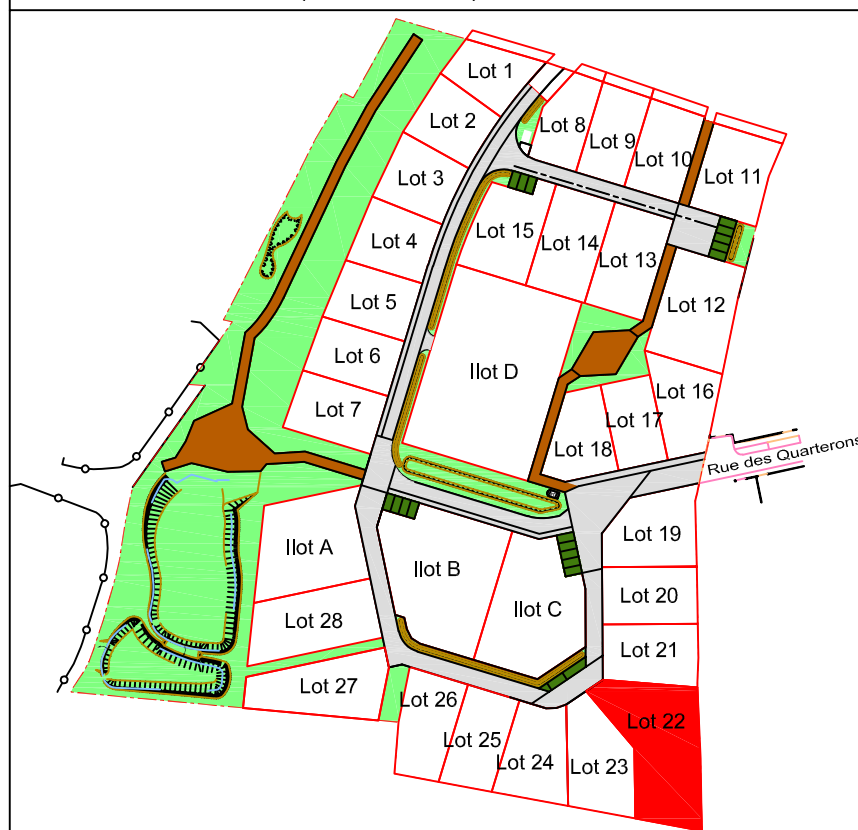 Lot 1
Lot 2
Lot 8
Lot 9
Lot 10
Lot 11
Lot 3
Lot 4
Lot 15
Lot 14
Lot 13
Lot 5
Lot 12
Lot 6
Ilot D
Lot 7
Lot 16
Lot 17
Lot 18
Rue des Quarterons
Lot 19
Ilot A
Ilot B
Lot 20
Ilot C
Lot 28
Lot 21
Lot 27
Lot 26
Lot 22
Lot 25
Lot 24
Lot 23